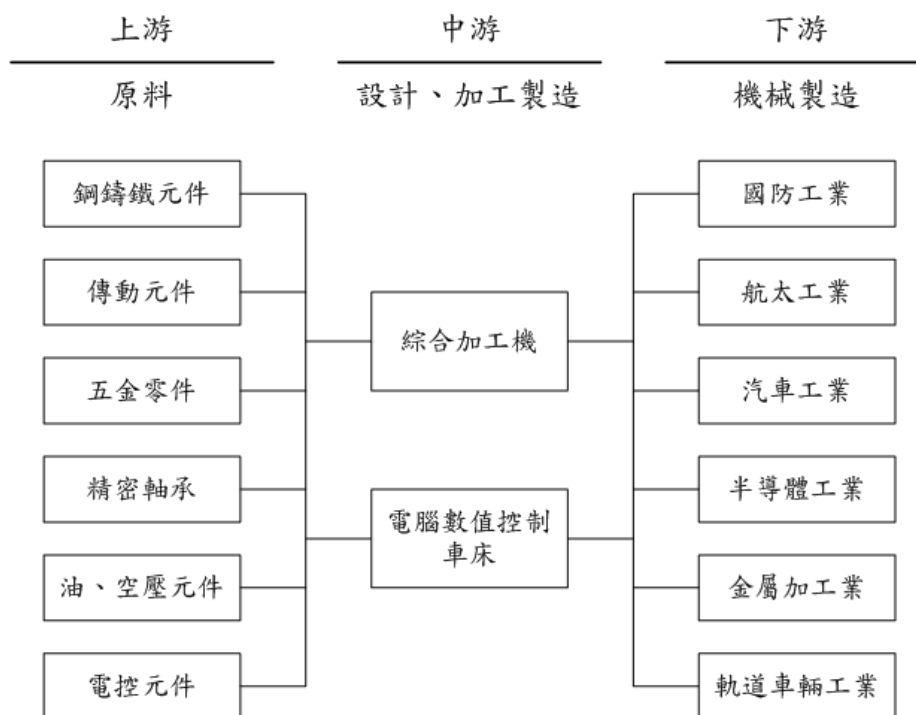 上游
中游
下游
原料
設計、加工製造
機械製造
鋼鑄鐵元件
傳動元件
五金零件
精密軸承
油、空壓元件
電控元件
綜合加工機
電腦數值控制
車床
國防工業
航太工業
汽車工業
半導體工業
金屬加工業
軌道車輛工業